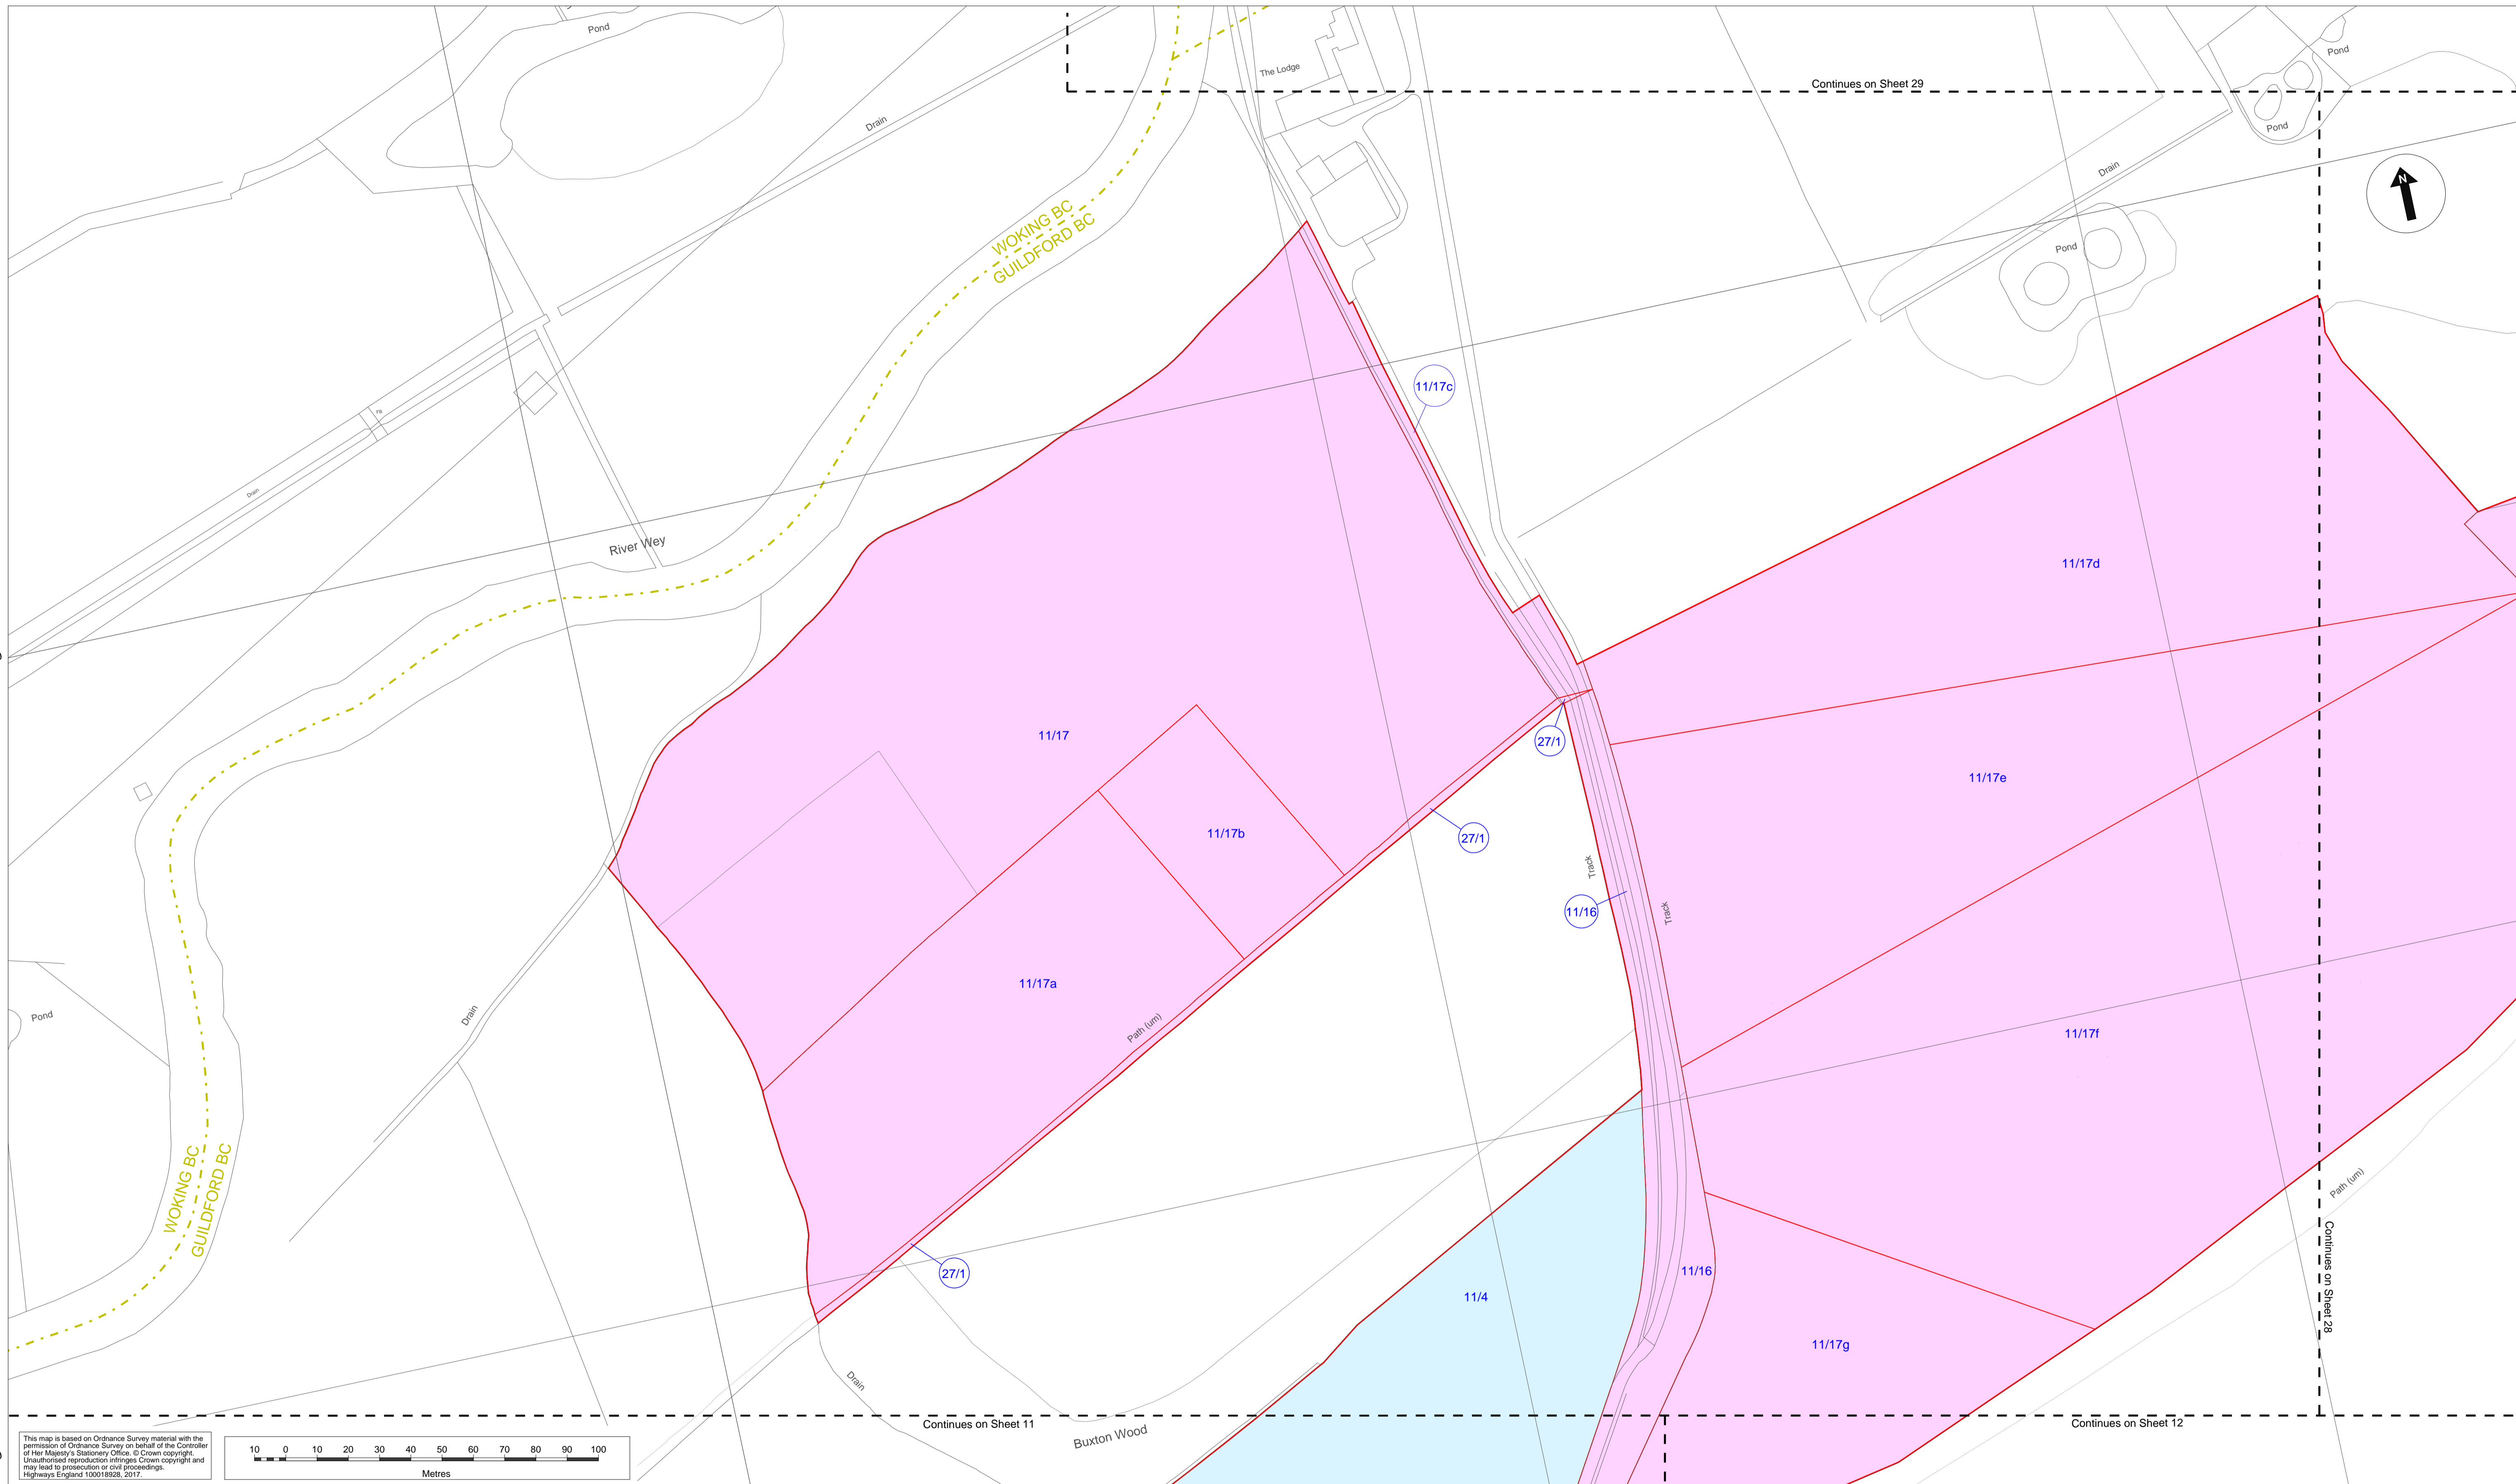 Pond
The Lodge
Continues on Sheet 29
Pond
Pond
Drain
Drain
N
WOKING BC
GUILDFORD BC
Pond
11/17c
rs
Drain
River Wey
11/17d
11/17
27/1
11/17e
11/17b
27/1
Track
11/16
Track
11/17a
Pond
Drain
Path (um)
11/17f
WOKING BC
GUILDFORD BC
Path (um)
27/1
11/16
11/4
Continues on Sheet 28
11/17g
Drain
Continues on Sheet 11
Continues on Sheet 12
Buxton Wood
This map is based on Ordnance Survey material with the
permission of Ordnance Survey on behalf of the Controller
of Her Majesty's Stationery Office. © Crown copyright.
Unauthorised reproduction infringes Crown copyright and
may lead to prosecution or civil proceedings.
Highways England 100018928, 2017.
10 0 10 20 30 40 50 60 70 80 90 100
Metres